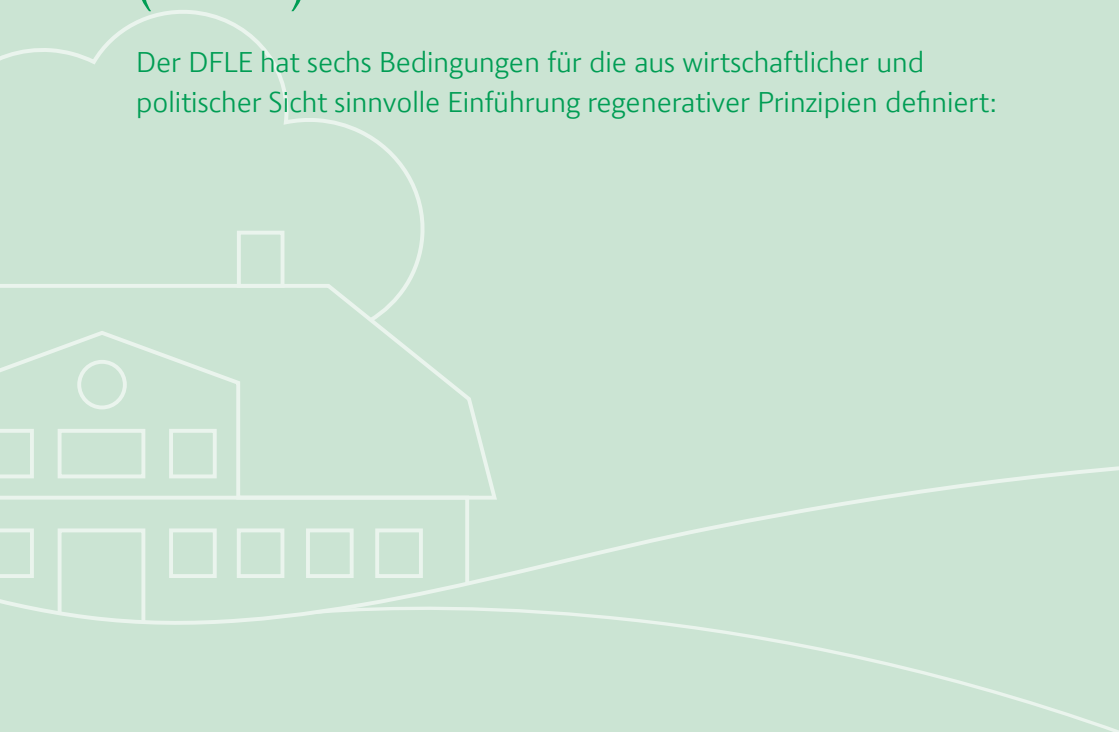 Der DFLE hat sechs Bedingungen für die aus wirtschaftlicher und
politischer Sicht sinnvolle Einführung regenerativer Prinzipien definiert: